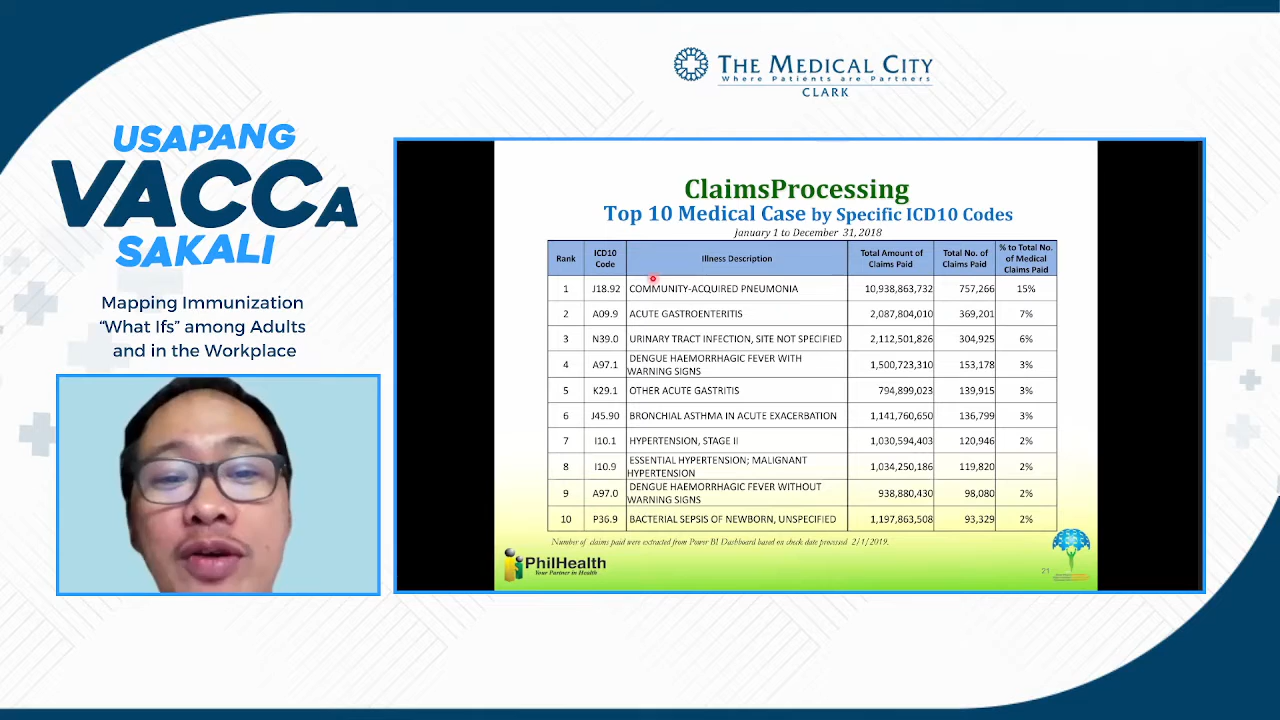 THE MEDICAL CITY
Where Patients are Partners
CLARK
USAPANG
VACCA
SAKALI
Mapping Immunization
“What Ifs” among Adults
and in the Workplace
ClaimsProcessing
Top 10 Medical Case by Specific ICD10 Codes
January 1 to December 31, 2018
Rank ICD10 Code Illness Description Total Amount of Claims Paid Total No. of Claims Paid % to Total No. of Medical Claims Paid
1 J18.92 COMMUNITY-ACQUIRED PNEUMONIA 10,938,863,732 757,266 15%
2 A09.9 ACUTE GASTROENTERITIS 2,087,804,010 369,201 7%
3 N39.0 URINARY TRACT INFECTION, SITE NOT SPECIFIED 2,112,501,826 304,925 6%
4 A97.1 DENGUE HAEMORRHAGIC FEVER WITH WARNING SIGNS 1,500,723,310 153,178 3%
5 K29.1 OTHER ACUTE GASTRITIS 794,899,023 139,915 3%
6 J45.90 BRONCHIAL ASTHMA IN ACUTE EXACERBATION 1,141,760,650 136,799 3%
7 I10.1 HYPERTENSION, STAGE II 1,030,594,403 120,946 2%
8 I10.9 ESSENTIAL HYPERTENSION; MALIGNANT HYPERTENSION 1,034,250,186 119,820 2%
9 A97.0 DENGUE HAEMORRHAGIC FEVER WITHOUT WARNING SIGNS 938,880,430 98,080 2%
10 P36.9 BACTERIAL SEPSIS OF NEWBORN, UNSPECIFIED 1,197,863,508 93,329 2%
Number of claims paid were extracted from Power BI Dashboard based on check date processed 2/1/2019.
PhilHealth
Your Partner in Health
21